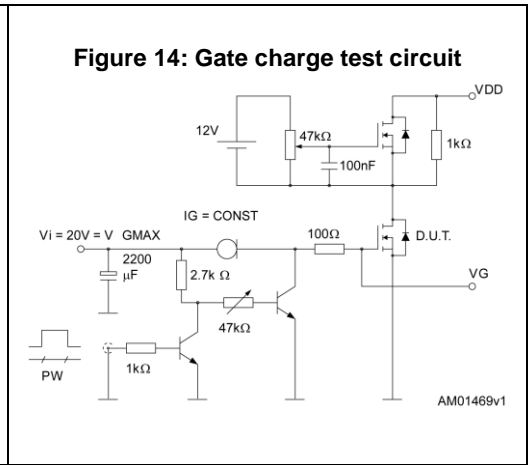 Figure 14: Gate charge test circuit
VDD
12V
47kΩ
1kΩ
100nF
IG = CONST
Vi = 20V = V GMAX
100Ω
D.U.T.
2200
µF
2.7k Ω
VG
47kΩ
1kΩ
PW
AM01469v1